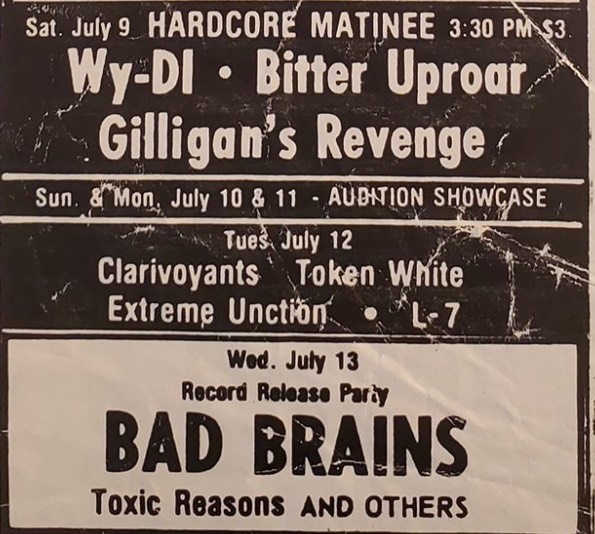 Sat. July 9 HARDCORE MATINEE 3:30 PM $3.
Wy-DI • Bitter Uproar
Gilligan's Revenge
Sun. & Mon. July 10 & 11 - AUDITION SHOWCASE
Tues July 12
Clarivoyants Token White
Extreme Unction • L-7
Wed. July 13
Record Release Party
BAD BRAINS
Toxic Reasons AND OTHERS